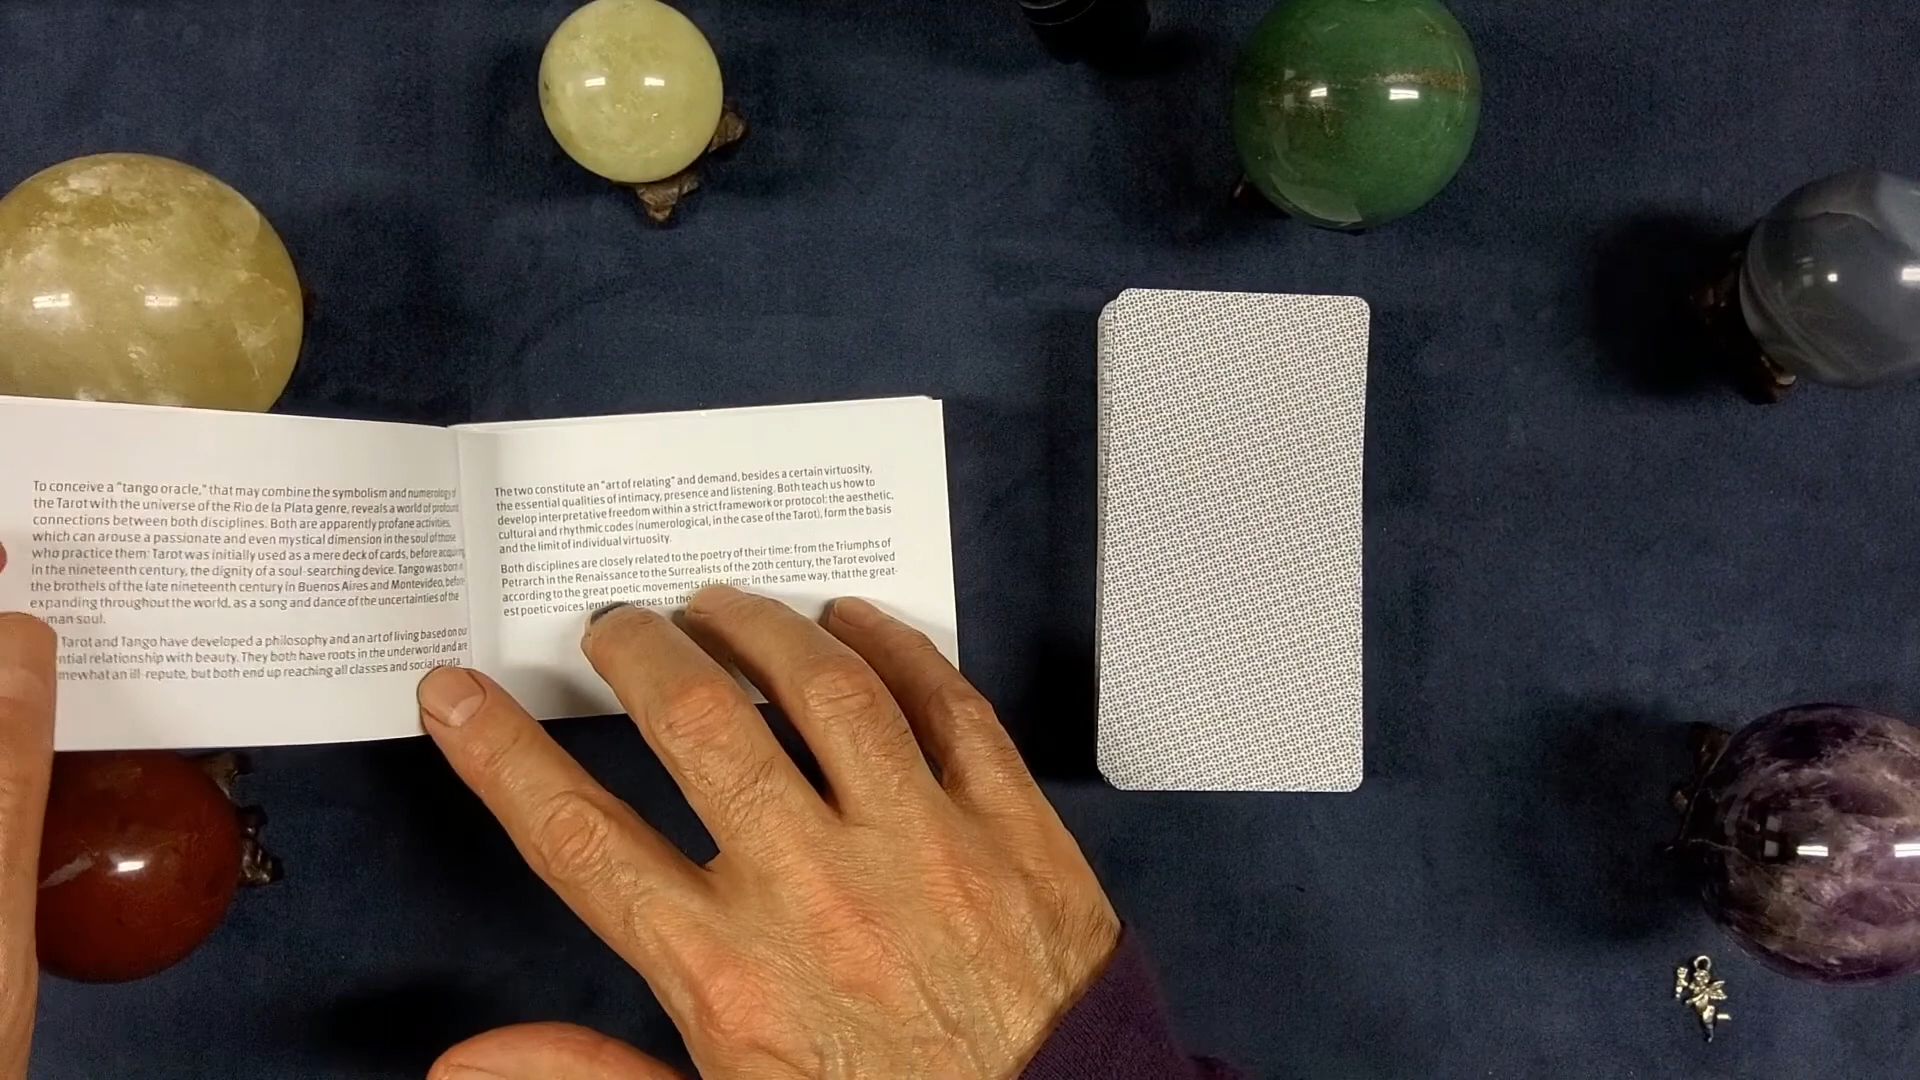 To conceive a "tango oracle," that may combine the symbolism and numerology
the Tarot with the universe of the Rio de la Plata genre, reveals a world of profound
connections between both disciplines. Both are apparently profane activities,
which can arouse a passionate and even mystical dimension in the soul of those
who practice them: Tarot was initially used as a mere deck of cards, before
in the nineteenth century, the dignity of a soul-searching device. Tango was born
the brothels of the late nineteenth century in Buenos Aires and Montevideo, before
expanding throughout the world, as a song and dance of the uncertainties of the
soul.
Tarot and Tango have developed a philosophy and an art of living based on our
relationship with beauty. They both have roots in the underworld and are
an ill-repute, but both end up reaching all classes and social strata.
The two constitute an "art of relating" and demand, besides a certain virtuosity,
the essential qualities of intimacy, presence and listening. Both teach us how to
develop interpretative freedom within a strict framework or protocol: the aesthetic,
cultural and rhythmic codes (numerological, in the case of the Tarot), form the basis
and the limit of individual virtuosity.
Both disciplines are closely related to the poetry of their time: from the Triumphs of
Petrarch in the Renaissance to the Surrealists of the 20th century, the Tarot evolved
according to the great poetic movements of its time; in the same way, that the great-
est poetic voices lent their verses to the